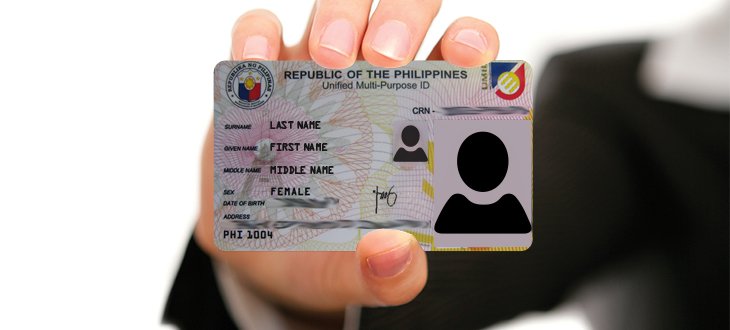 REPUBLIKA NG PILIPINAS
REPUBLIC OF THE PHILIPPINES
Unified Multi-Purpose ID
UMID
CRN -
SURNAME LAST NAME
GIVEN NAME FIRST NAME
MIDDLE NAME MIDDLE NAME
SEX FEMALE
DATE OF BIRTH
ADDRESS
PHI 1004